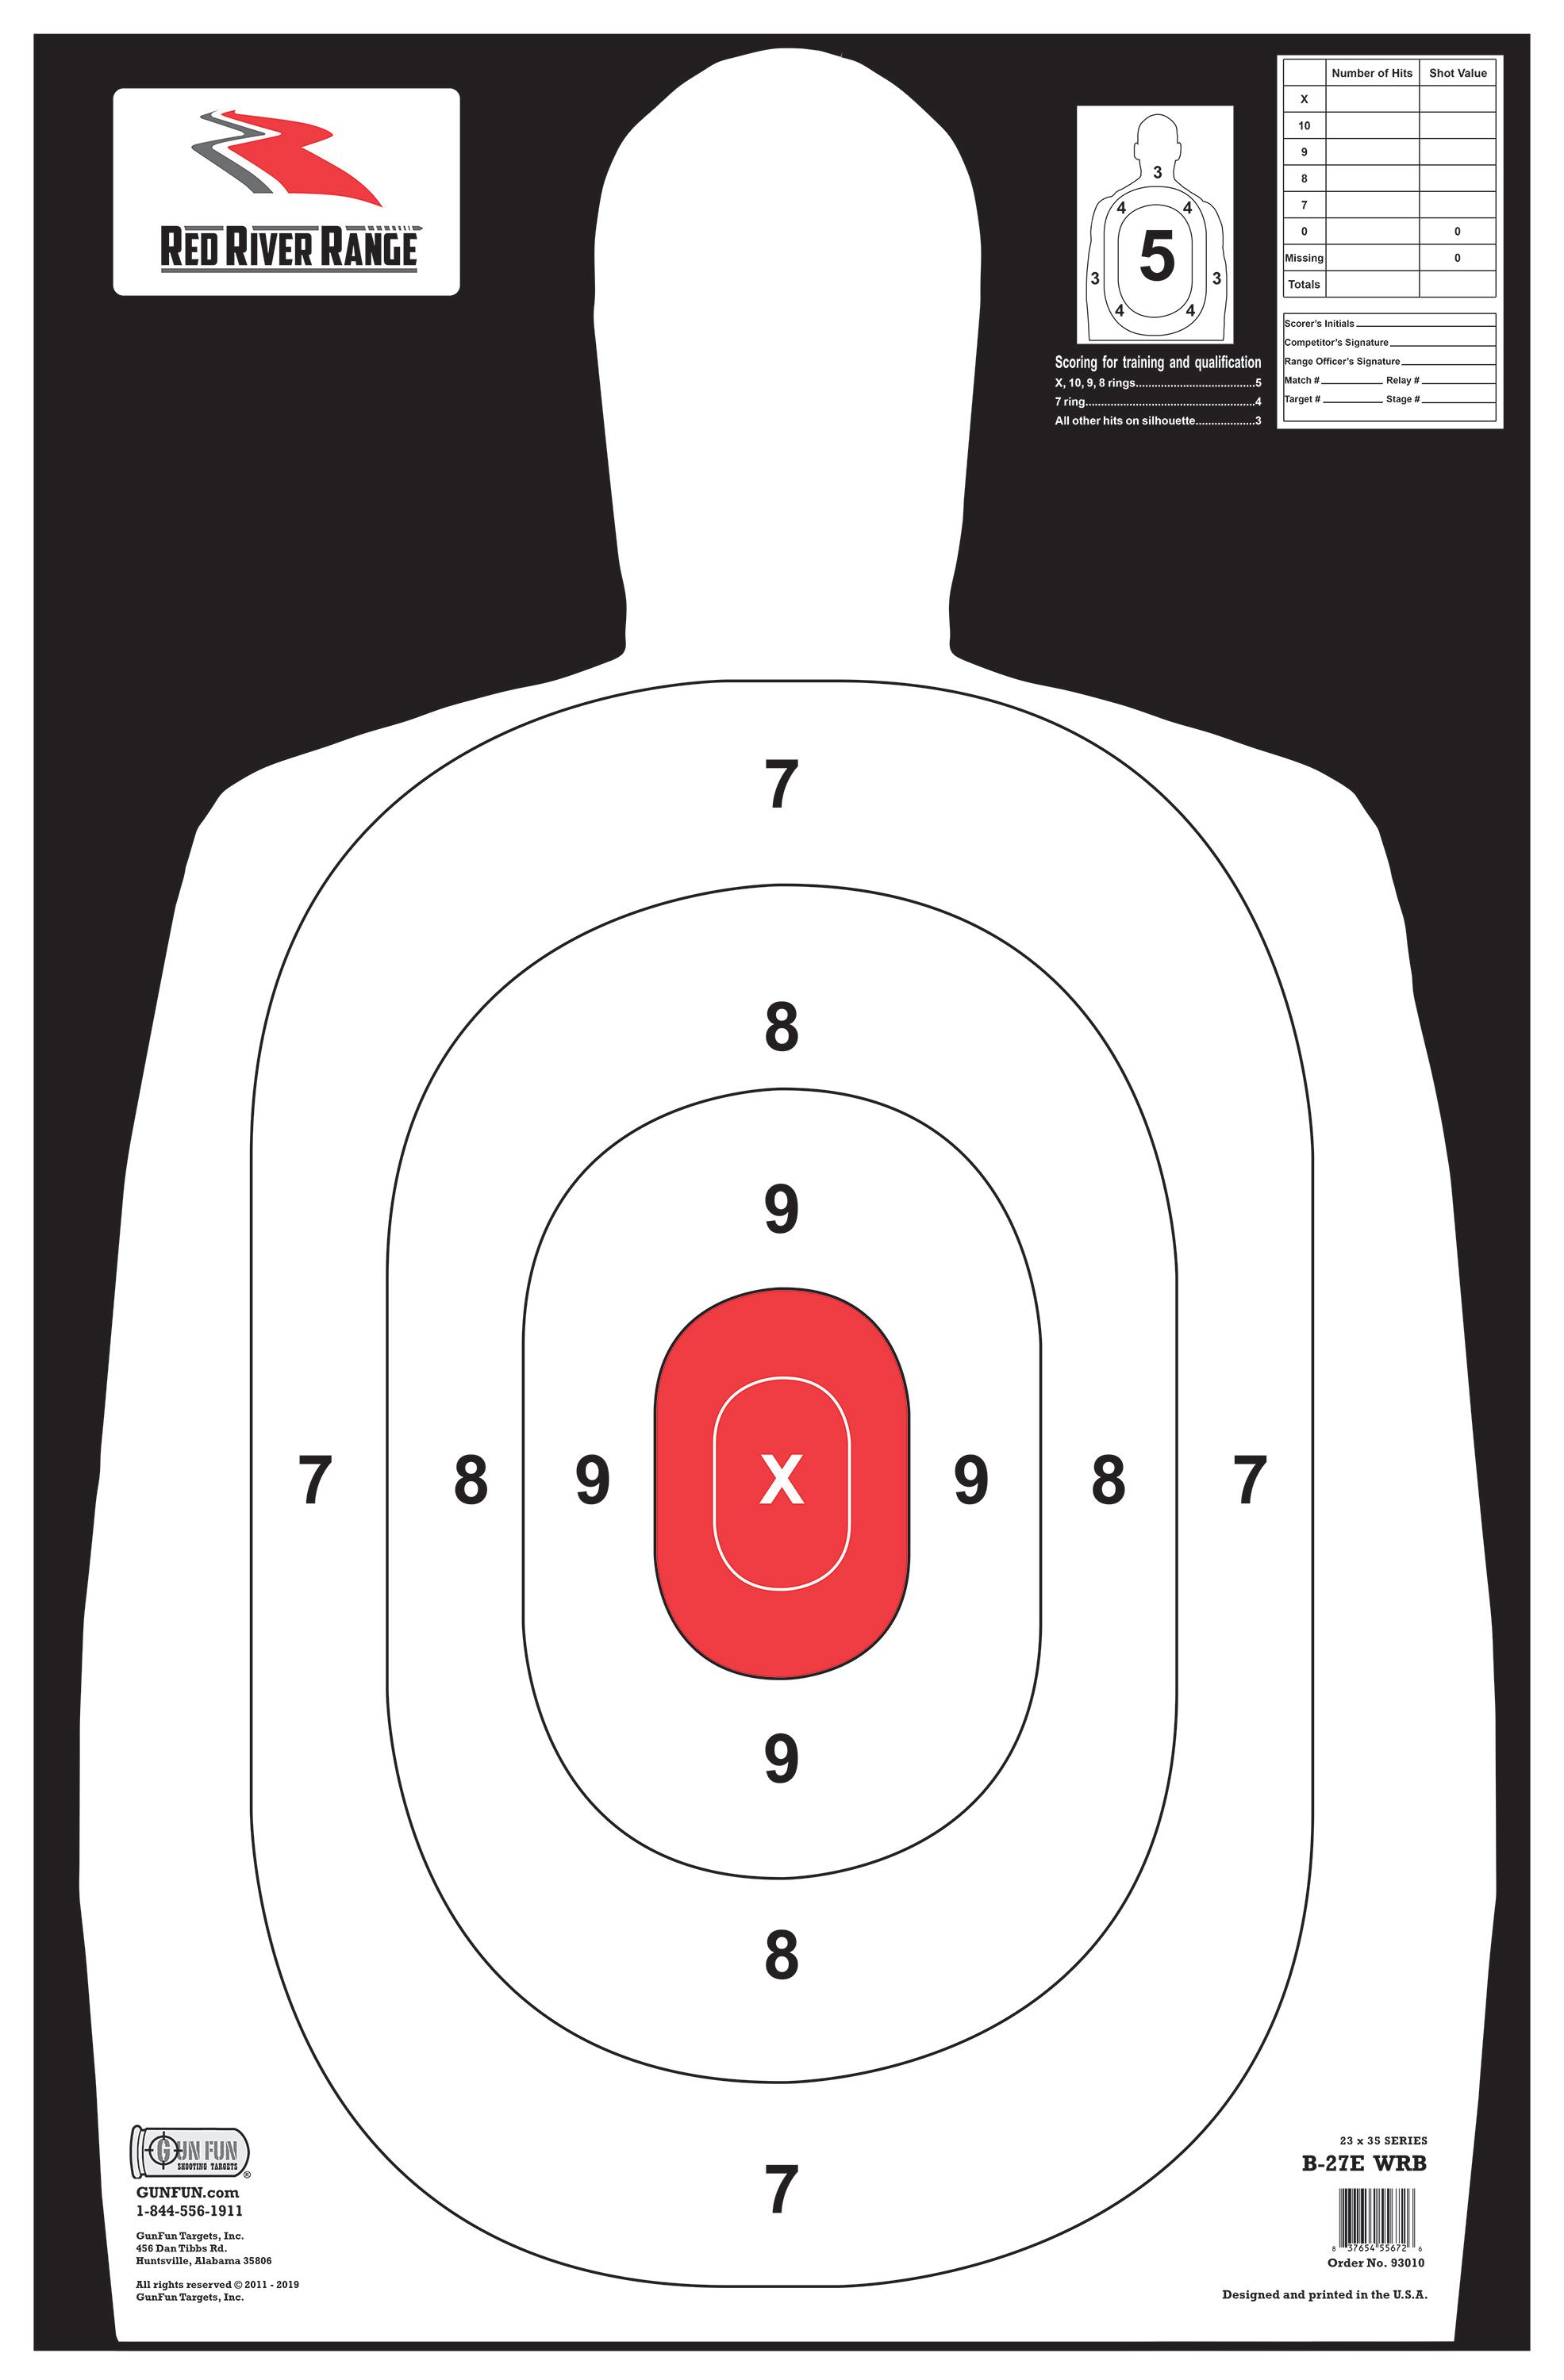 RED RIVER RANGE
3
4 4
5
3 3
4 4
Scoring for training and qualification
X, 10, 9, 8 rings......................................5
7 ring......................................................4
All other hits on silhouette...................3
Number of Hits Shot Value
X
10
9
8
7
0 0
Missing 0
Totals
Scorer's Initials
Competitor's Signature
Range Officer's Signature
Match # Relay #
Target # Stage #
7
8
9
7 8 9 X 9 8 7
9
8
7
GUN FUN
SHOOTING TARGETS
®
GUNFUN.com
1-844-556-1911
GunFun Targets, Inc.
456 Dan Tibbs Rd.
Huntsville, Alabama 35806
All rights reserved © 2011 - 2019
GunFun Targets, Inc.
23 x 35 SERIES
B-27E WRB
8 37654 55672 6
Order No. 93010
Designed and printed in the U.S.A.